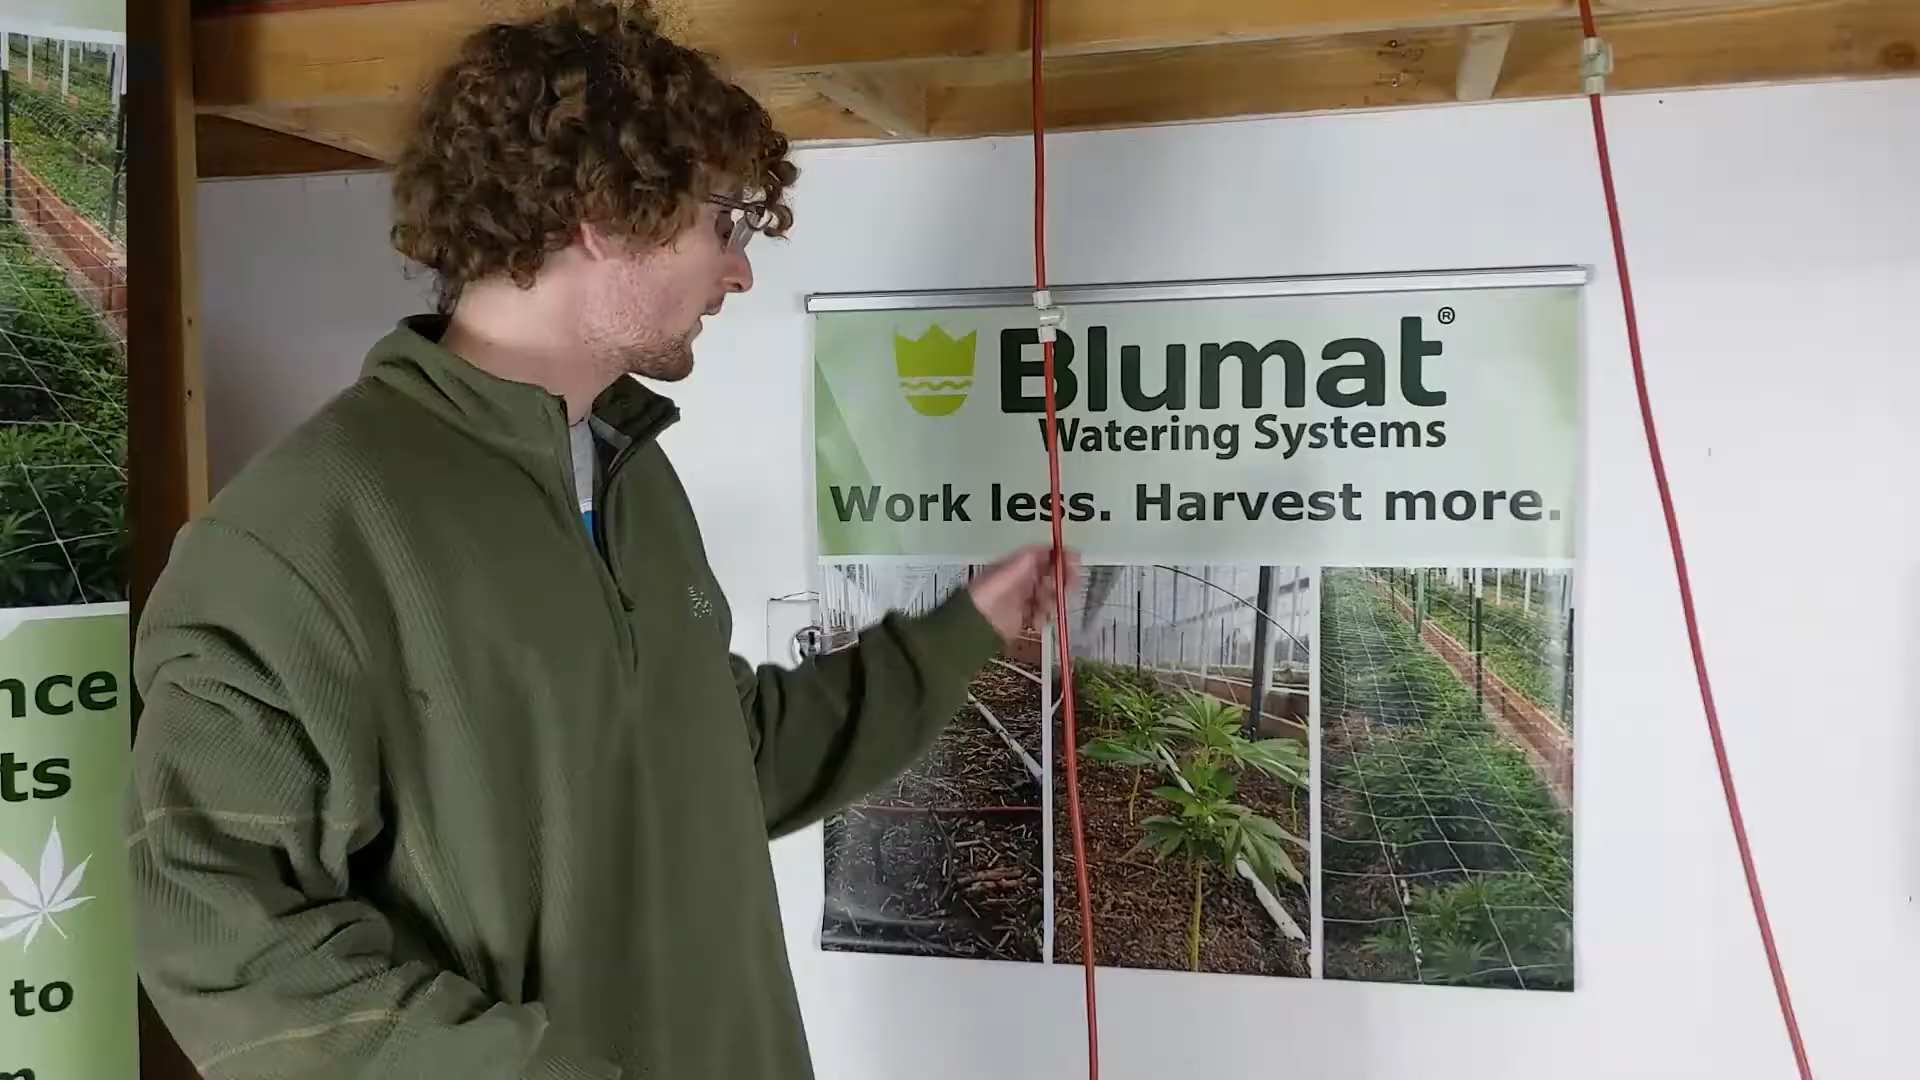 Blumat®
Watering Systems
Work less. Harvest more.
nce
ts
to